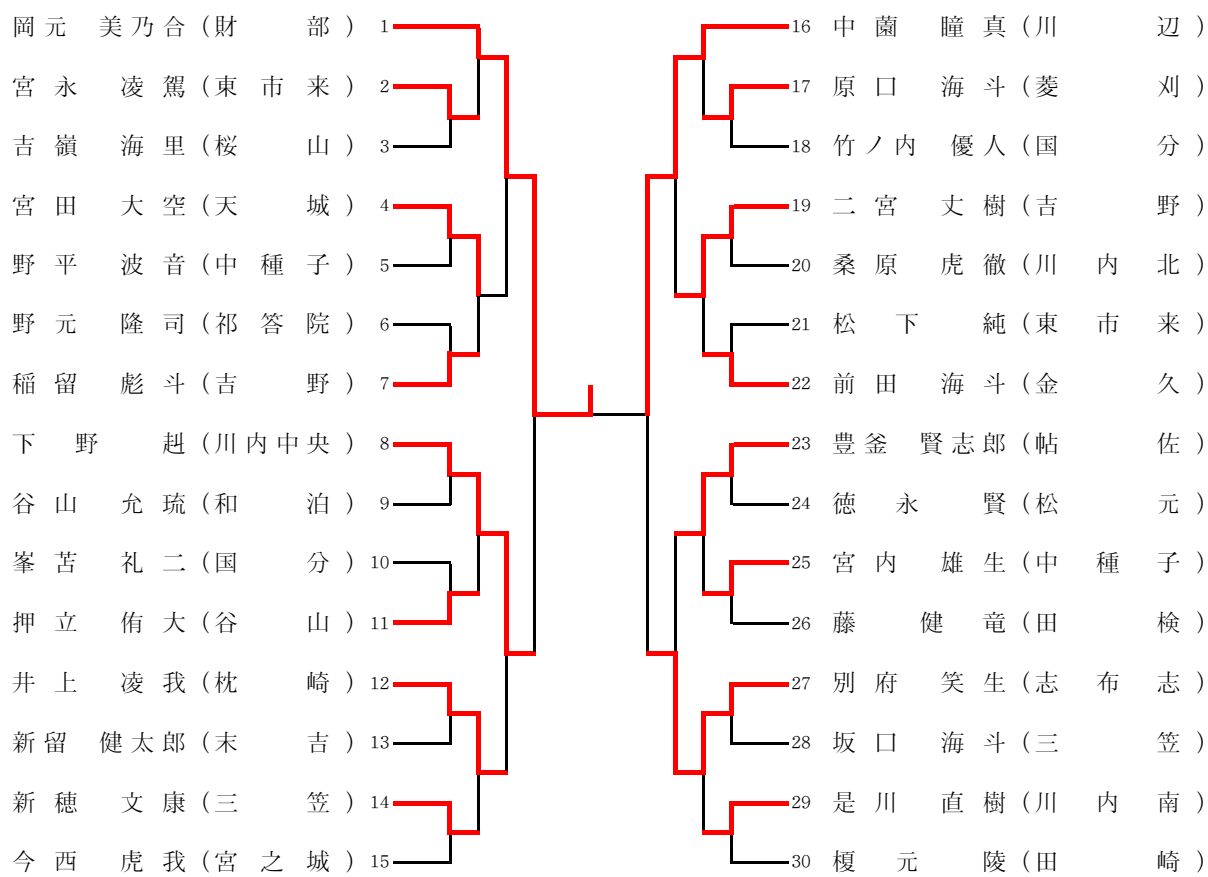 岡元 美乃合(財部) 1
宮永 凌駕(東市来) 2
吉嶺 海里(桜山) 3
宮田 大空(天城) 4
野平 波音(中種子) 5
野元 隆司(祁答院) 6
稲留 彪斗(吉野) 7
下野 赳(川内中央) 8
谷山 允琉(和泊) 9
峯苫 礼二(国分) 10
押立 侑大(谷山) 11
井上 凌我(枕崎) 12
新留 健太郎(末吉) 13
新穂 文康(三笠) 14
今西 虎我(宮之城) 15
16 中薗 瞳真(川辺)
17 原口 海斗(菱刈)
18 竹ノ内 優人(国分)
19 二宮 丈樹(吉野)
20 桑原 虎徹(川内北)
21 松下 純(東市来)
22 前田 海斗(金久)
23 豊釜 賢志郎(帖佐)
24 徳永 賢(松元)
25 宮内 雄生(中種子)
26 藤 健竜(田検)
27 別府 笑生(志布志)
28 坂口 海斗(三笠)
29 是川 直樹(川内南)
30 榎元 陵(田崎)